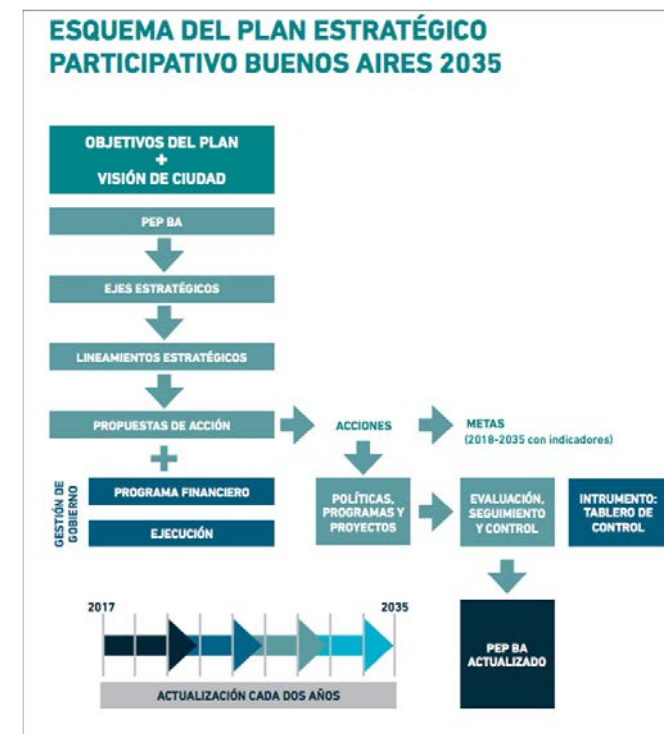 ESQUEMA DEL PLAN ESTRATÉGICO
PARTICIPATIVO BUENOS AIRES 2035
OBJETIVOS DEL PLAN
+
VISIÓN DE CIUDAD
PEP BA
EJES ESTRATÉGICOS
LINEAMIENTOS ESTRATÉGICOS
PROPUESTAS DE ACCIÓN
ACCIONES
METAS
(2018-2035 con indicadores)
GESTIÓN DE
GOBIERNO
PROGRAMA FINANCIERO
EJECUCIÓN
POLÍTICAS,
PROGRAMAS Y
PROYECTOS
EVALUACIÓN,
SEGUIMIENTO
Y CONTROL
INTRUMENTO:
TABLERO DE
CONTROL
2017
2035
ACTUALIZACIÓN CADA DOS AÑOS
PEP BA
ACTUALIZADO